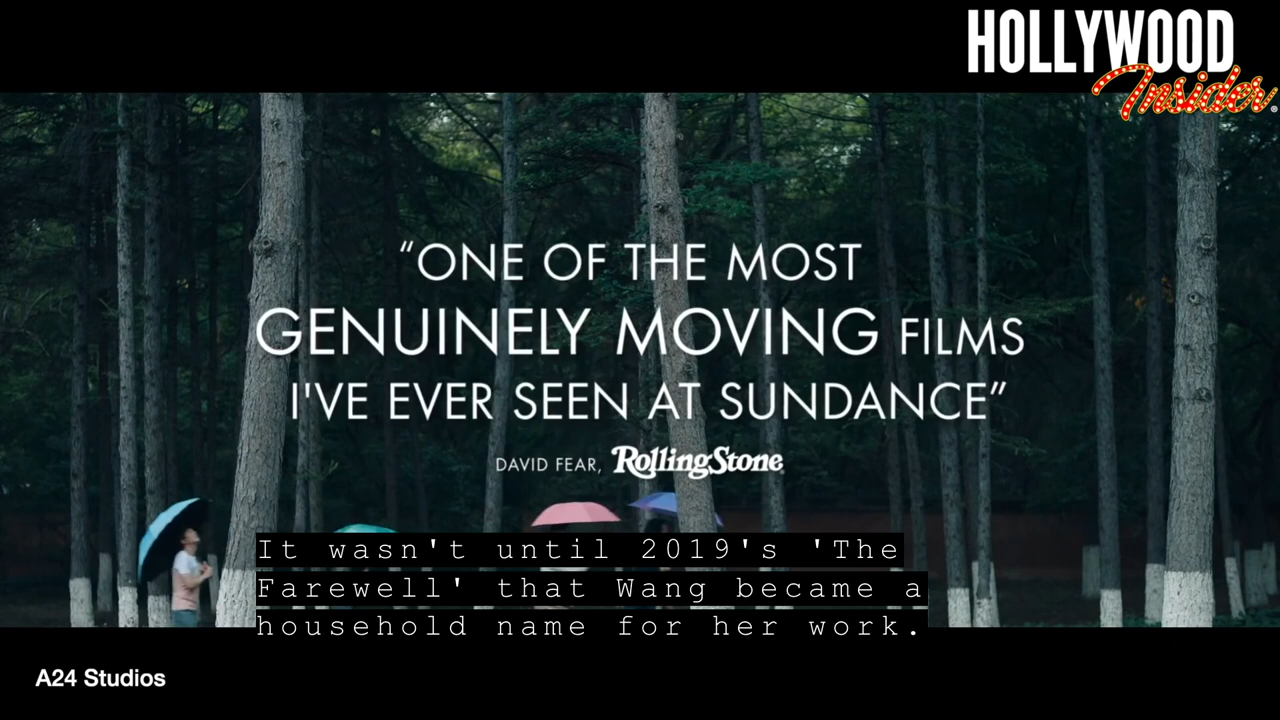 HOLLYWOOD
Insider
“ONE OF THE MOST
GENUINELY MOVING FILMS
I'VE EVER SEEN AT SUNDANCE”
DAVID FEAR, RollingStone
It wasn't until 2019's 'The
Farewell' that Wang became a
household name for her work.
A24 Studios